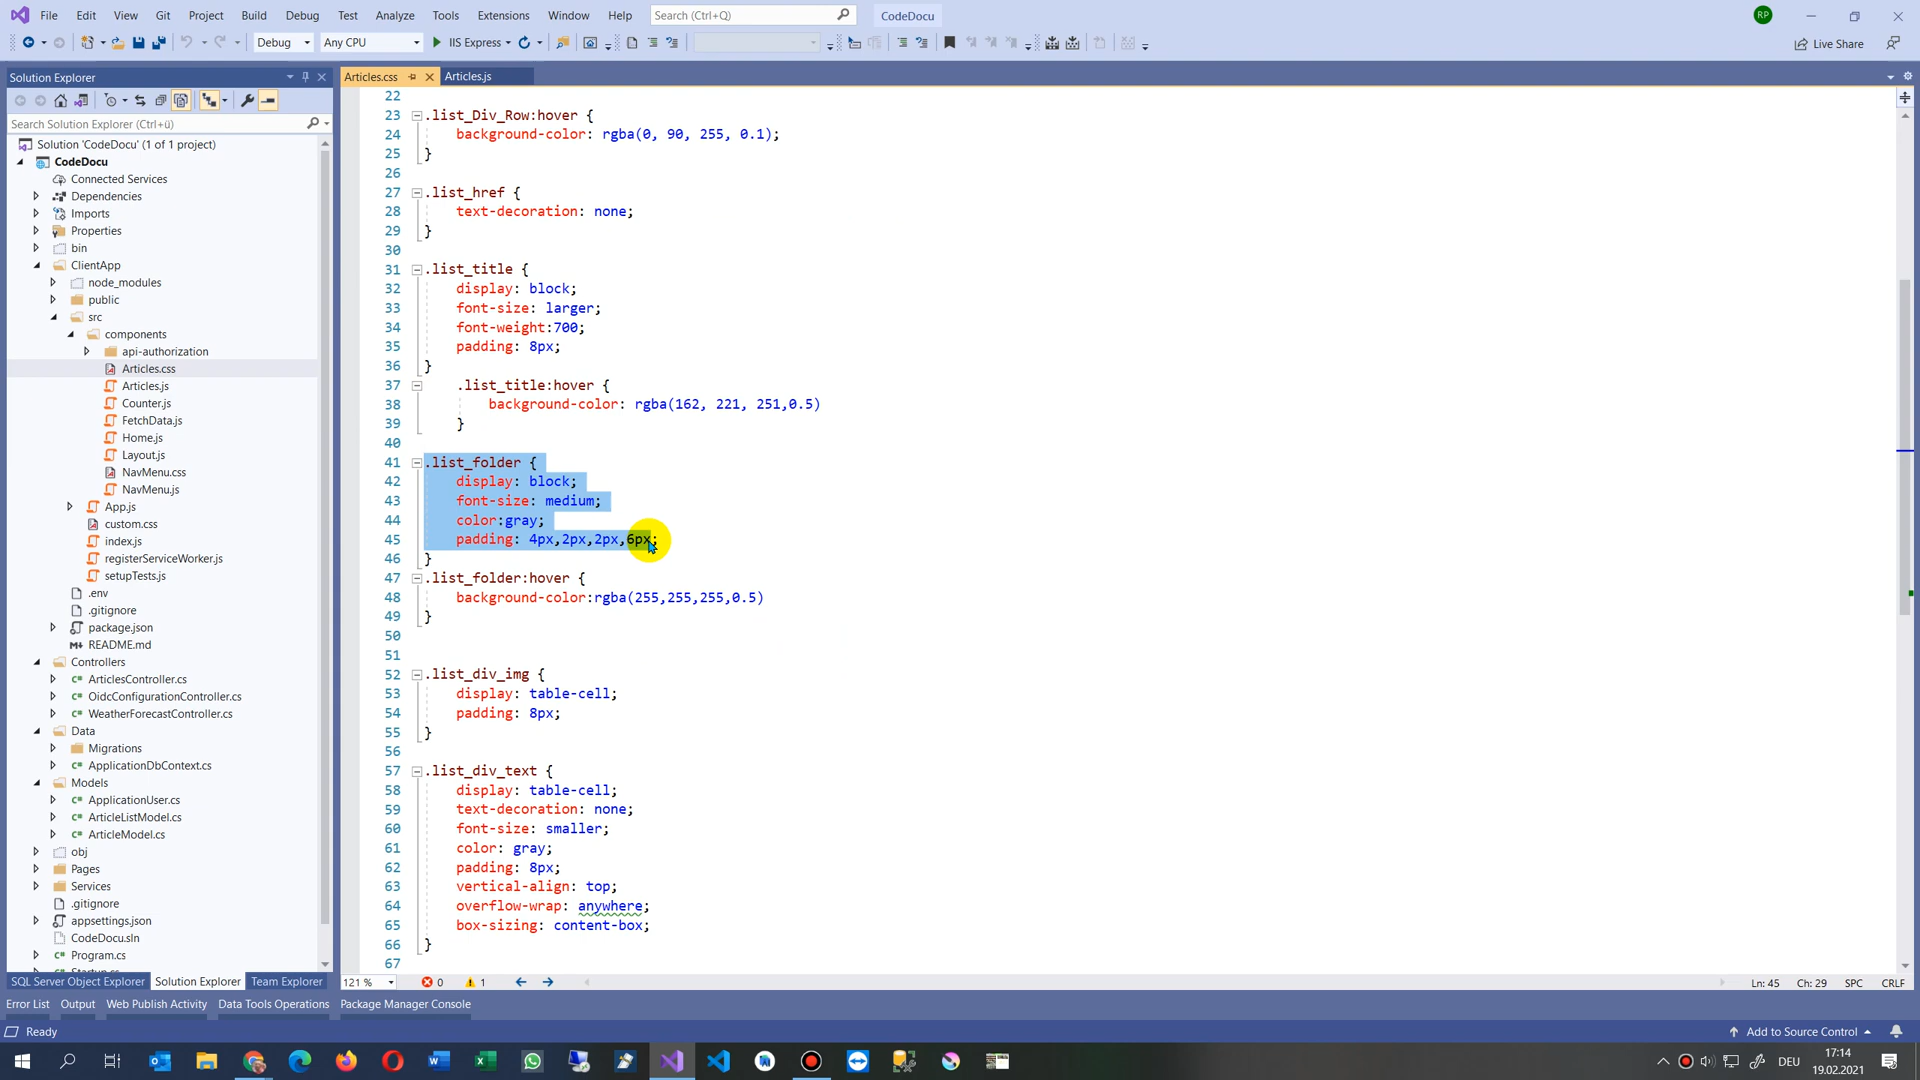 File Edit View Git Project Build Debug Test Analyze Tools Extensions Window Help Search (Ctrl+Q) CodeDocu RP
Debug Any CPU IIS Express Live Share
Solution Explorer
Articles.css Articles.js
Search Solution Explorer (Ctrl+ü)
Solution 'CodeDocu' (1 of 1 project)
CodeDocu
Connected Services
Dependencies
Imports
Properties
bin
ClientApp
node_modules
public
src
components
api-authorization
Articles.css
Articles.js
Counter.js
FetchData.js
Home.js
Layout.js
NavMenu.css
NavMenu.js
App.js
custom.css
index.js
registerServiceWorker.js
setupTests.js
.env
.gitignore
package.json
README.md
Controllers
ArticlesController.cs
OidcConfigurationController.cs
WeatherForecastController.cs
Data
Migrations
ApplicationDbContext.cs
Models
ApplicationUser.cs
ArticleListModel.cs
ArticleModel.cs
obj
Pages
Services
.gitignore
appsettings.json
CodeDocu.sln
Program.cs
22
23 .list_Div_Row:hover {
24 background-color: rgba(0, 90, 255, 0.1);
25 }
26
27 .list_href {
28 text-decoration: none;
29 }
30
31 .list_title {
32 display: block;
33 font-size: larger;
34 font-weight:700;
35 padding: 8px;
36 }
37 .list_title:hover {
38 background-color: rgba(162, 221, 251,0.5)
39 }
40
41 .list_folder {
42 display: block;
43 font-size: medium;
44 color:gray;
45 padding: 4px,2px,2px,6px;
46 }
47 .list_folder:hover {
48 background-color:rgba(255,255,255,0.5)
49 }
50
51
52 .list_div_img {
53 display: table-cell;
54 padding: 8px;
55 }
56
57 .list_div_text {
58 display: table-cell;
59 text-decoration: none;
60 font-size: smaller;
61 color: gray;
62 padding: 8px;
63 vertical-align: top;
64 overflow-wrap: anywhere;
65 box-sizing: content-box;
66 }
67
SQL Server Object Explorer Solution Explorer Team Explorer
121 % 0 1 Ln: 45 Ch: 29 SPC CRLF
Error List Output Web Publish Activity Data Tools Operations Package Manager Console
Ready Add to Source Control
DEU 17:14
19.02.2021